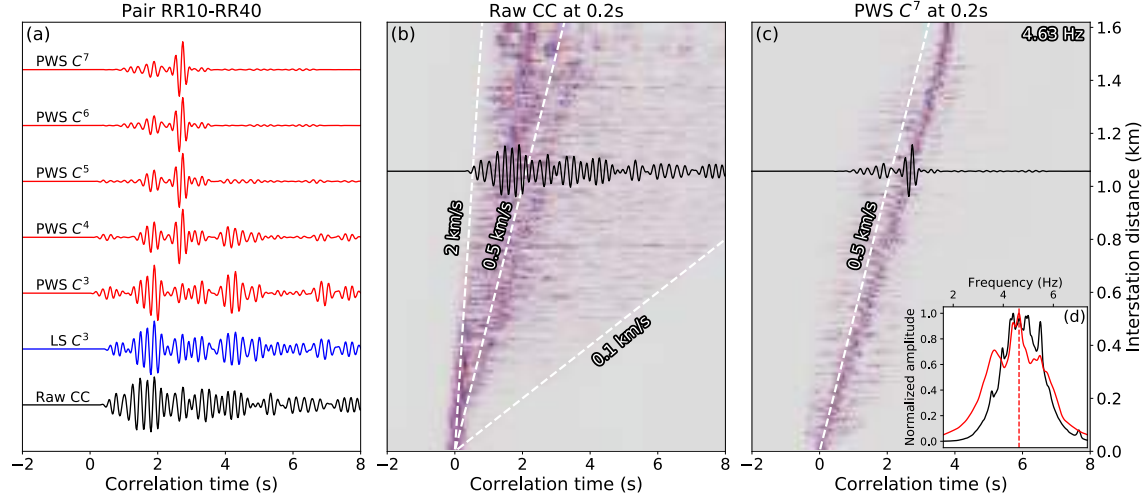 Pair RR10-RR40
Raw CC at 0.2s
PWS C⁷ at 0.2s
(a)
PWS C⁷
PWS C⁶
PWS C⁵
PWS C⁴
PWS C³
LS C³
Raw CC
−2 0 2 4 6 8
Correlation time (s)
(b)
2 km/s
0.5 km/s
0.1 km/s
−2 0 2 4 6 8
Correlation time (s)
(c)
4.63 Hz
0.5 km/s
−2 0 2 4 6 8
Correlation time (s)
1.6
1.4
1.2
1.0
0.8
0.6
0.4
0.2
0.0
Interstation distance (km)
Frequency (Hz)
2 4 6
(d)
1.0
0.8
0.6
0.4
0.2
0.0
Normalized amplitude